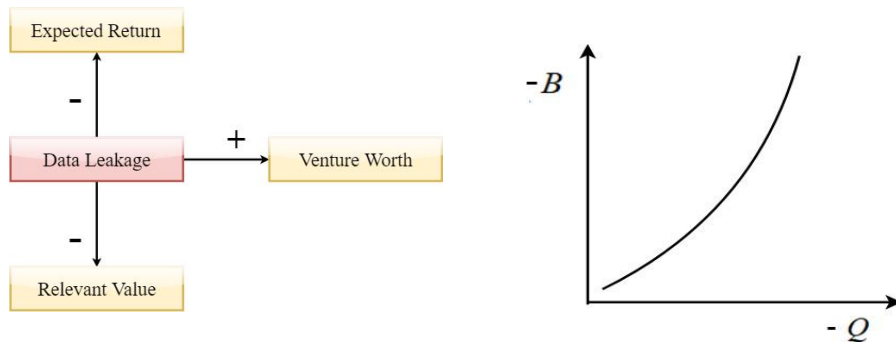 Expected Return
-
Data Leakage
+
Venture Worth
-
Relevant Value
- B
- Q